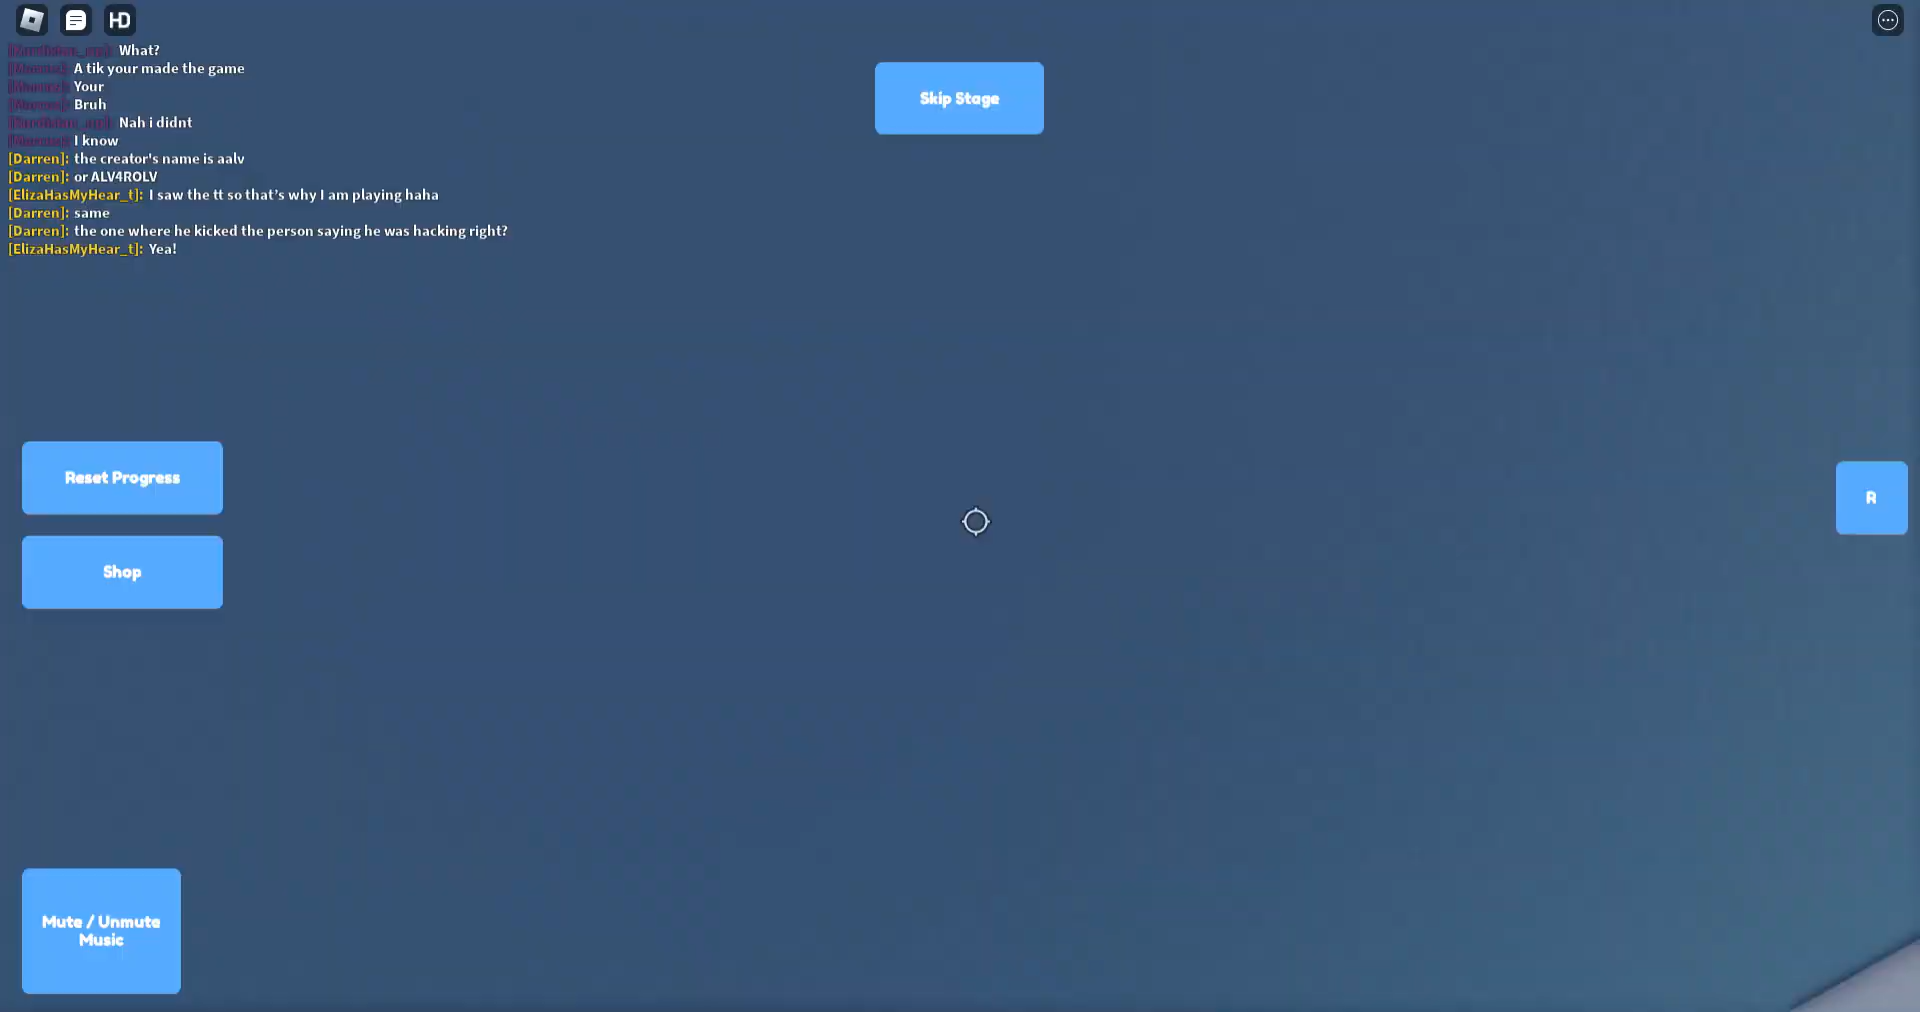 HD
What?
A tik your made the game
Your
Bruh
Nah i didnt
I know
[Darren]: the creator's name is aalv
[Darren]: or ALV4ROLV
[ElizaHasMyHear_t]: I saw the tt so that's why I am playing haha
[Darren]: same
[Darren]: the one where he kicked the person saying he was hacking right?
[ElizaHasMyHear_t]: Yea!
Skip Stage
Reset Progress
Shop
R
Mute / Unmute
Music